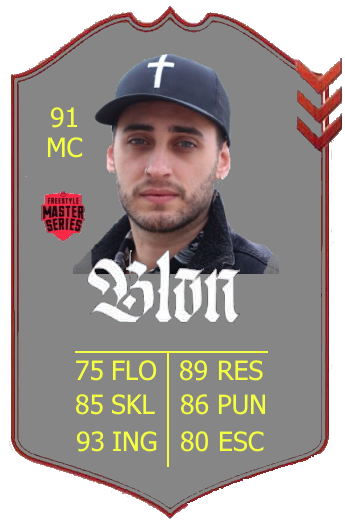 91
MC
FREESTYLE
MASTER
SERIES
Blon
75 FLO 89 RES
85 SKL 86 PUN
93 ING 80 ESC